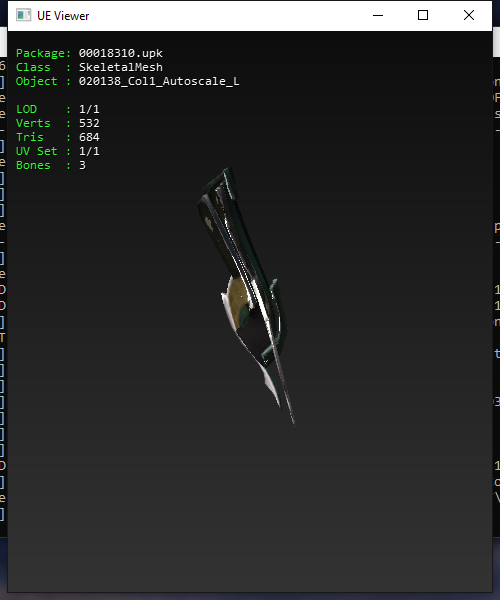 UE Viewer
Package: 00018310.upk
Class : SkeletalMesh
Object : 020138_Col1_Autoscale_L
LOD : 1/1
Verts : 532
Tris : 684
UV Set : 1/1
Bones : 3